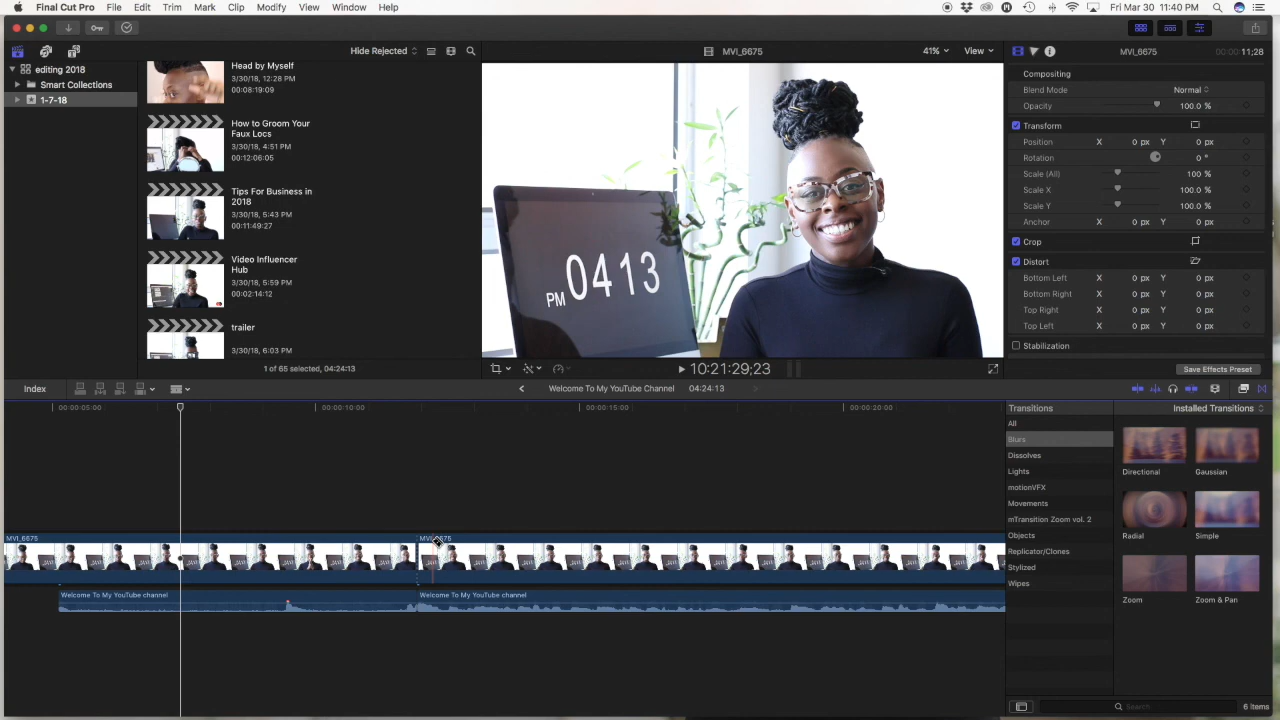 Final Cut Pro File Edit Trim Mark Clip Modify View Window Help Fri Mar 30 11:40 PM
Hide Rejected
MVI_6675 41% View
MVI_6675 00:00:11;28
editing 2018
Smart Collections
1-7-18
Head by Myself
3/30/18, 12:28 PM
00:08:19:09
How to Groom Your
Faux Locs
3/30/18, 4:51 PM
00:12:06:05
Tips For Business in
2018
3/30/18, 5:43 PM
00:11:49:27
Video Influencer
Hub
3/30/18, 5:59 PM
00:02:14:12
trailer
3/30/18, 6:03 PM
1 of 65 selected, 04:24:13
PM 04 13
10:21:29;23
Compositing
Blend Mode Normal
Opacity 100.0 %
Transform
Position X 0 px Y 0 px
Rotation 0 °
Scale (All) 100 %
Scale X 100.0 %
Scale Y 100.0 %
Anchor X 0 px Y 0 px
Crop
Distort
Bottom Left X 0 px Y 0 px
Bottom Right X 0 px Y 0 px
Top Right X 0 px Y 0 px
Top Left X 0 px Y 0 px
Stabilization
Save Effects Preset
Index
Welcome To My YouTube Channel 04:24:13
00:00:05:00 00:00:10:00 00:00:15:00 00:00:20:00
MVI_6675 MVI_6675
Welcome To My YouTube channel Welcome To My YouTube channel
Transitions
Installed Transitions
All
Blurs
Dissolves
Lights
motionVFX
Movements
mTransition Zoom vol. 2
Objects
Replicator/Clones
Stylized
Wipes
Directional Gaussian
Radial Simple
Zoom Zoom & Pan
Search 6 items